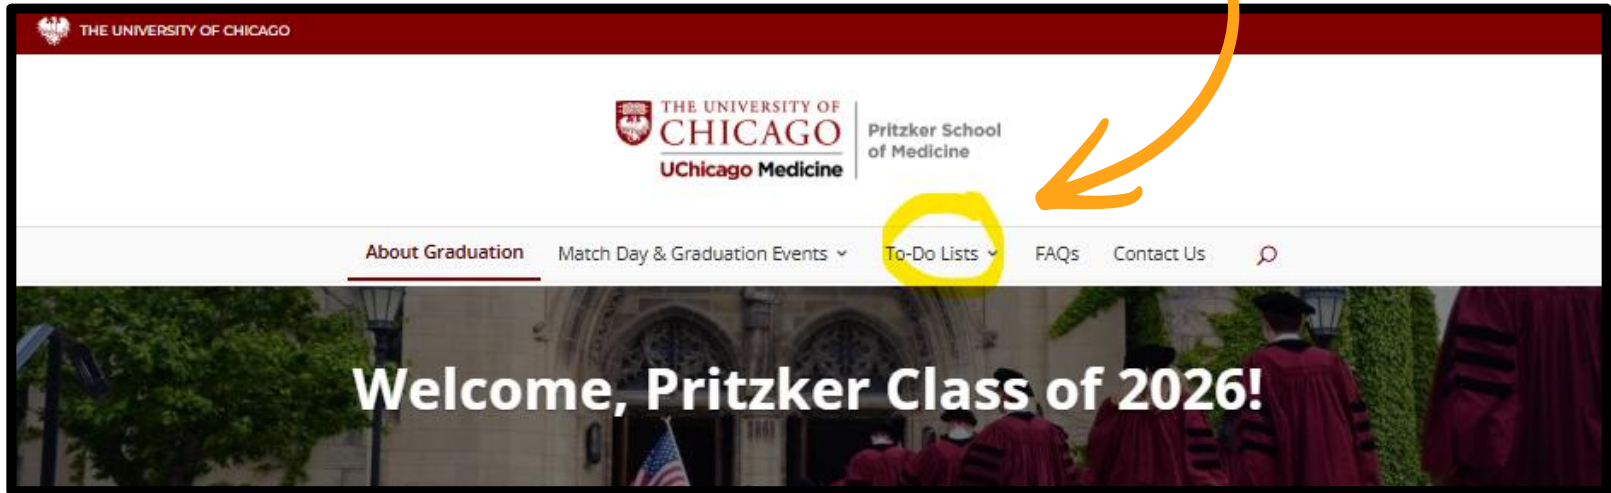 THE UNIVERSITY OF CHICAGO
THE UNIVERSITY OF
CHICAGO
UChicago Medicine
Pritzker School
of Medicine
About Graduation Match Day & Graduation Events To-Do Lists FAQs Contact Us
Welcome, Pritzker Class of 2026!